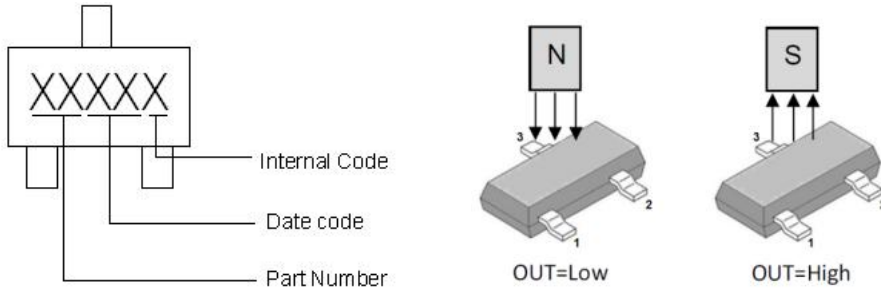 XXXXX
Internal Code
Date code
Part Number
N
3
2
1
OUT=Low
S
3
1
OUT=High